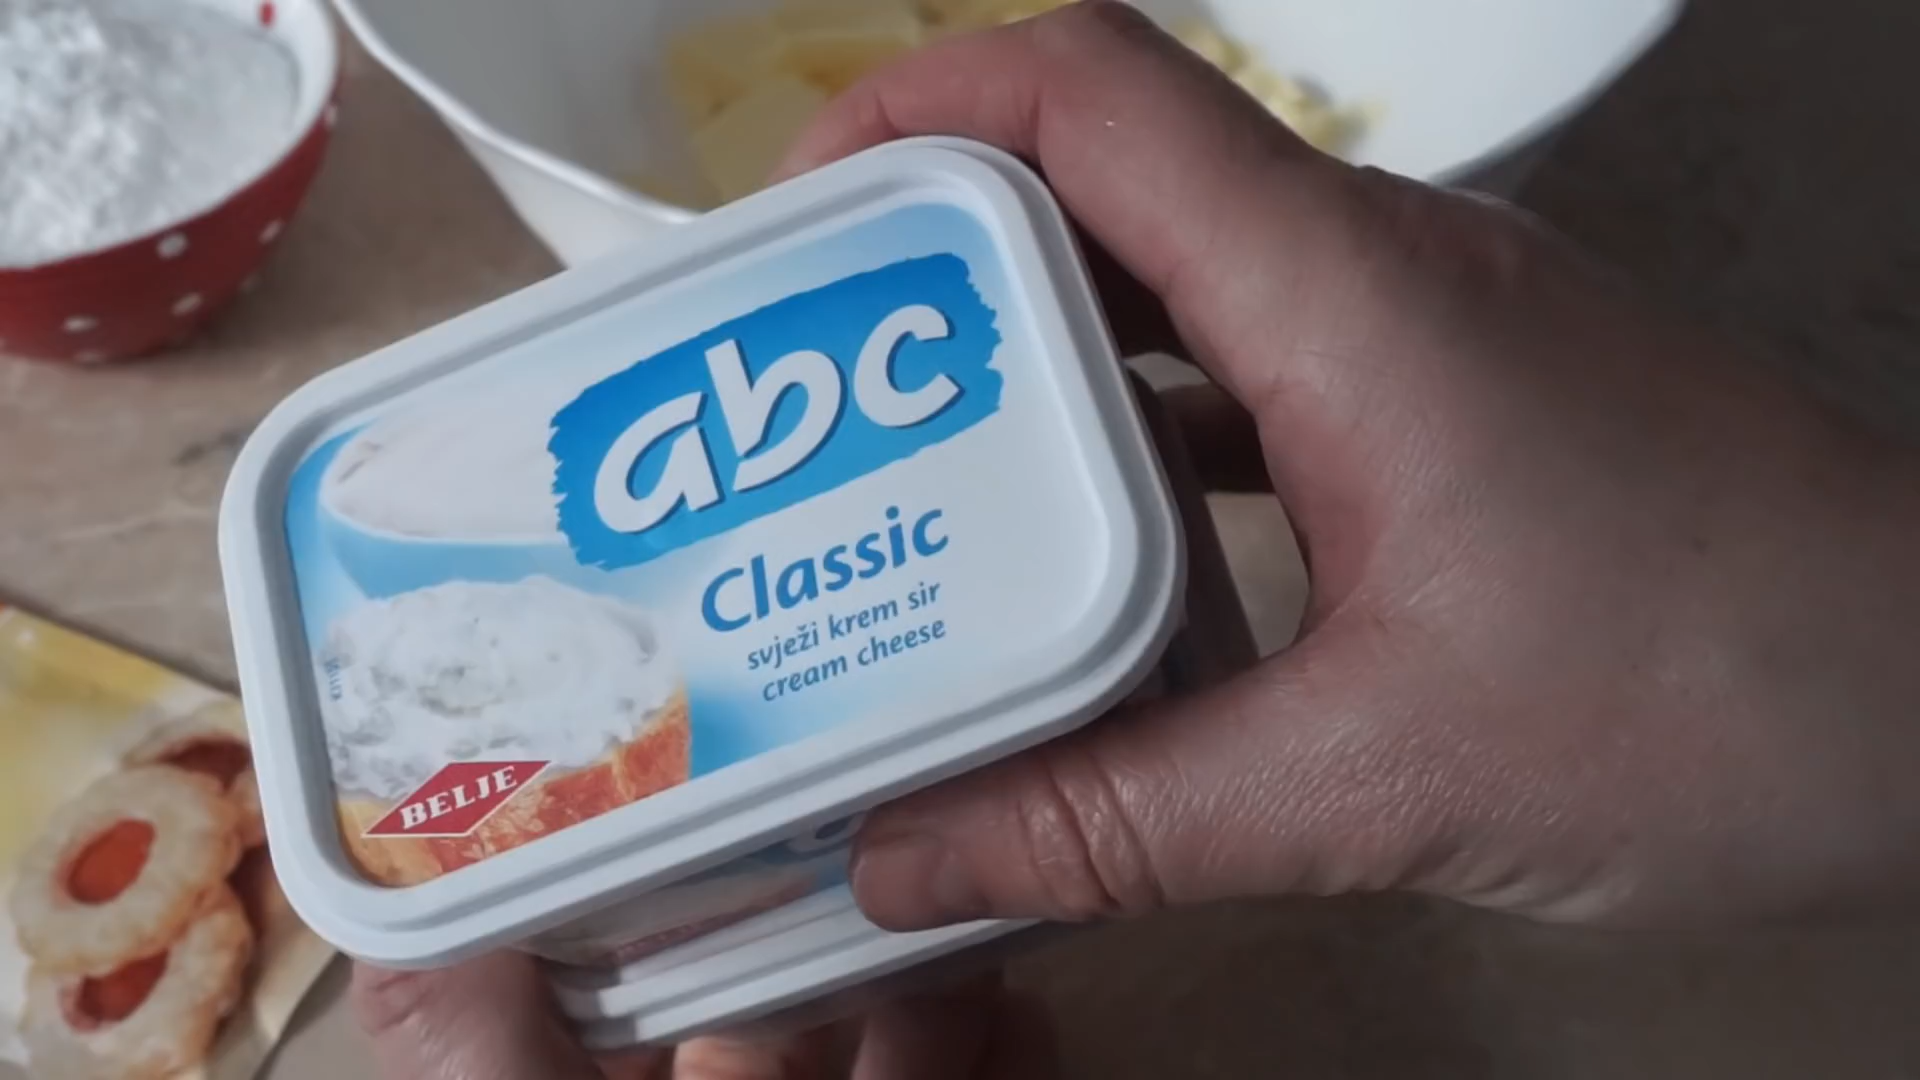 abc
Classic
svježi krem sir
cream cheese
BELJE